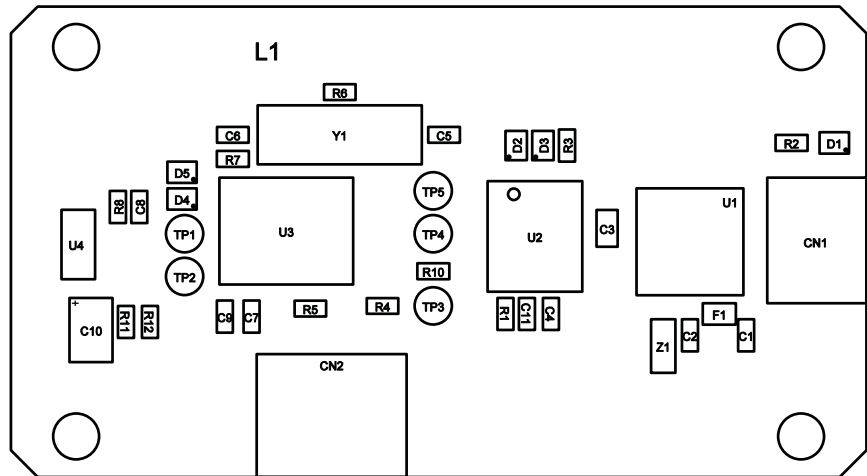 L1
R6
C6
Y1
C5
R7
D2
D3
R3
R2
D1
D5
D4
R8
C8
TP5
TP1
U3
TP4
U2
C3
U1
CN1
U4
TP2
R10
C10
+
R11
R12
C9
C7
R5
R4
TP3
R1
C11
C4
F1
Z1
C2
C1
CN2